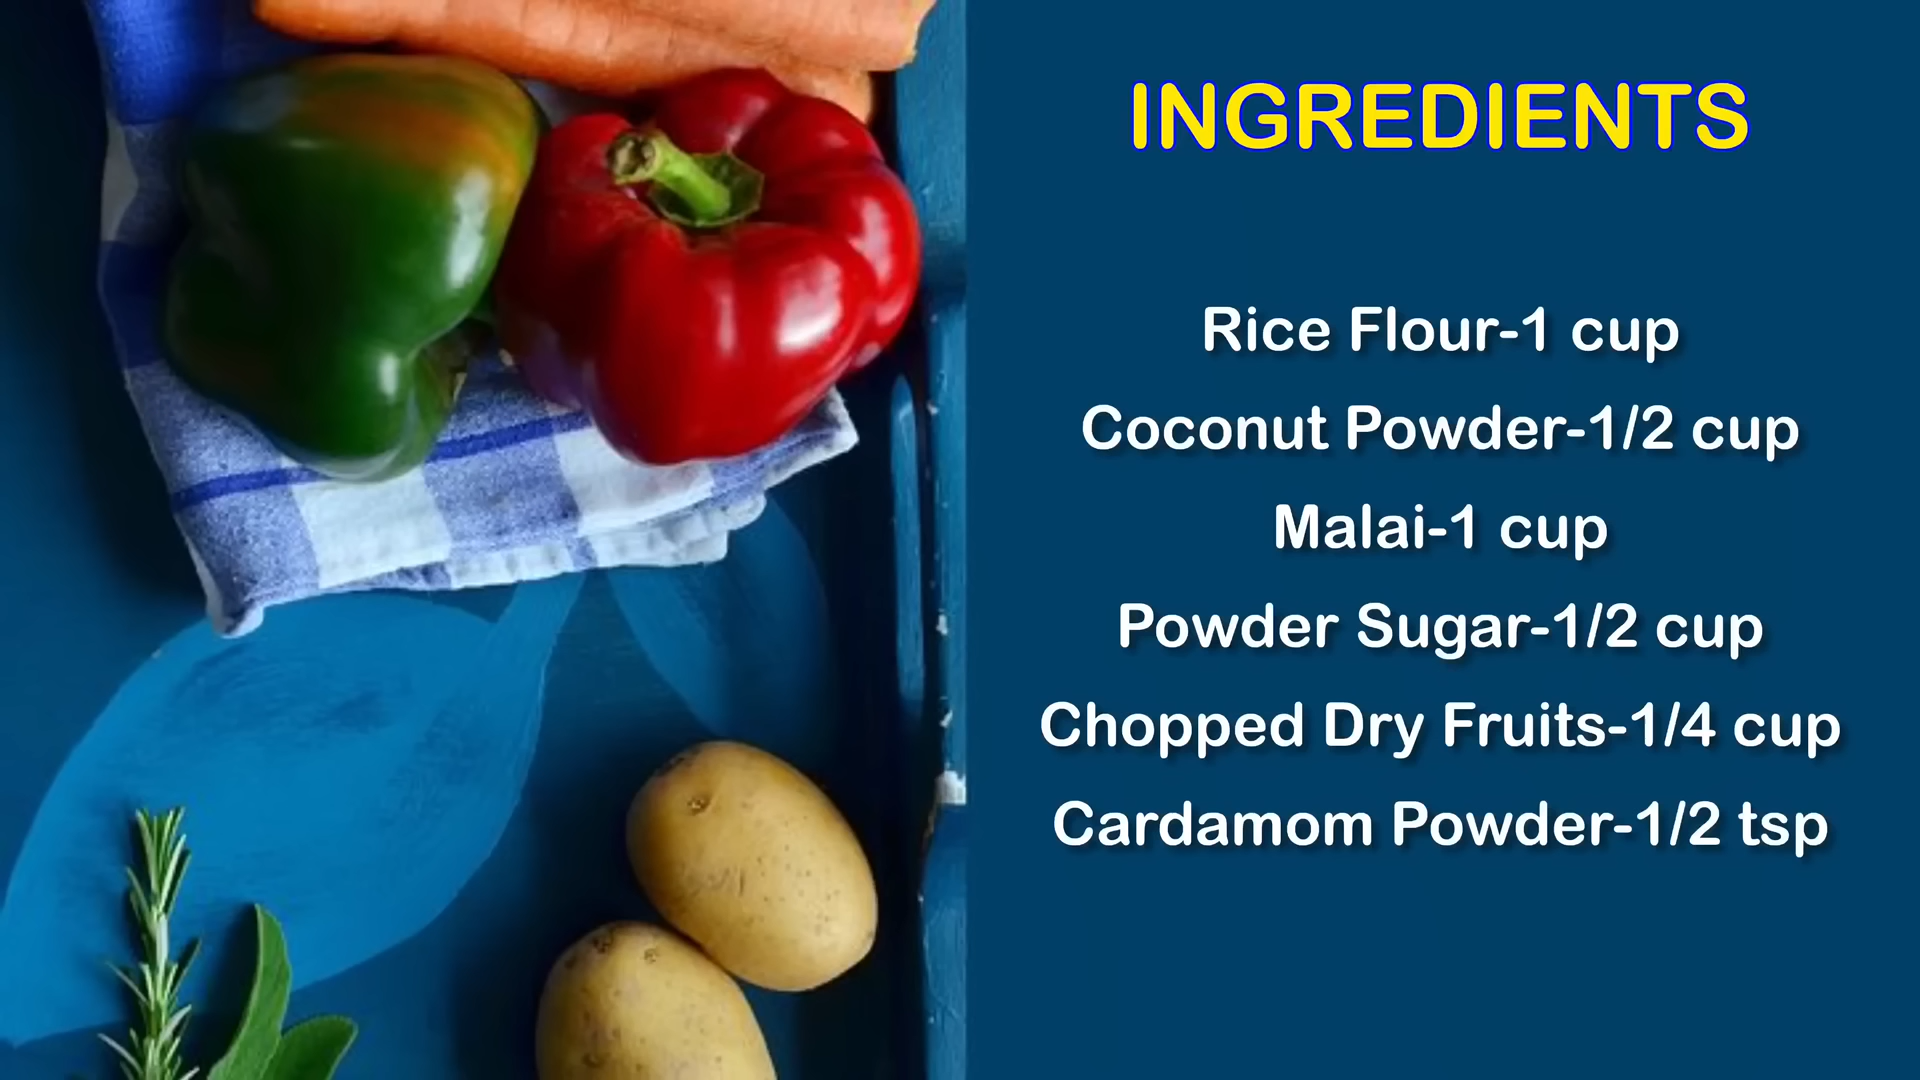 INGREDIENTS
Rice Flour-1 cup
Coconut Powder-1/2 cup
Malai-1 cup
Powder Sugar-1/2 cup
Chopped Dry Fruits-1/4 cup
Cardamom Powder-1/2 tsp